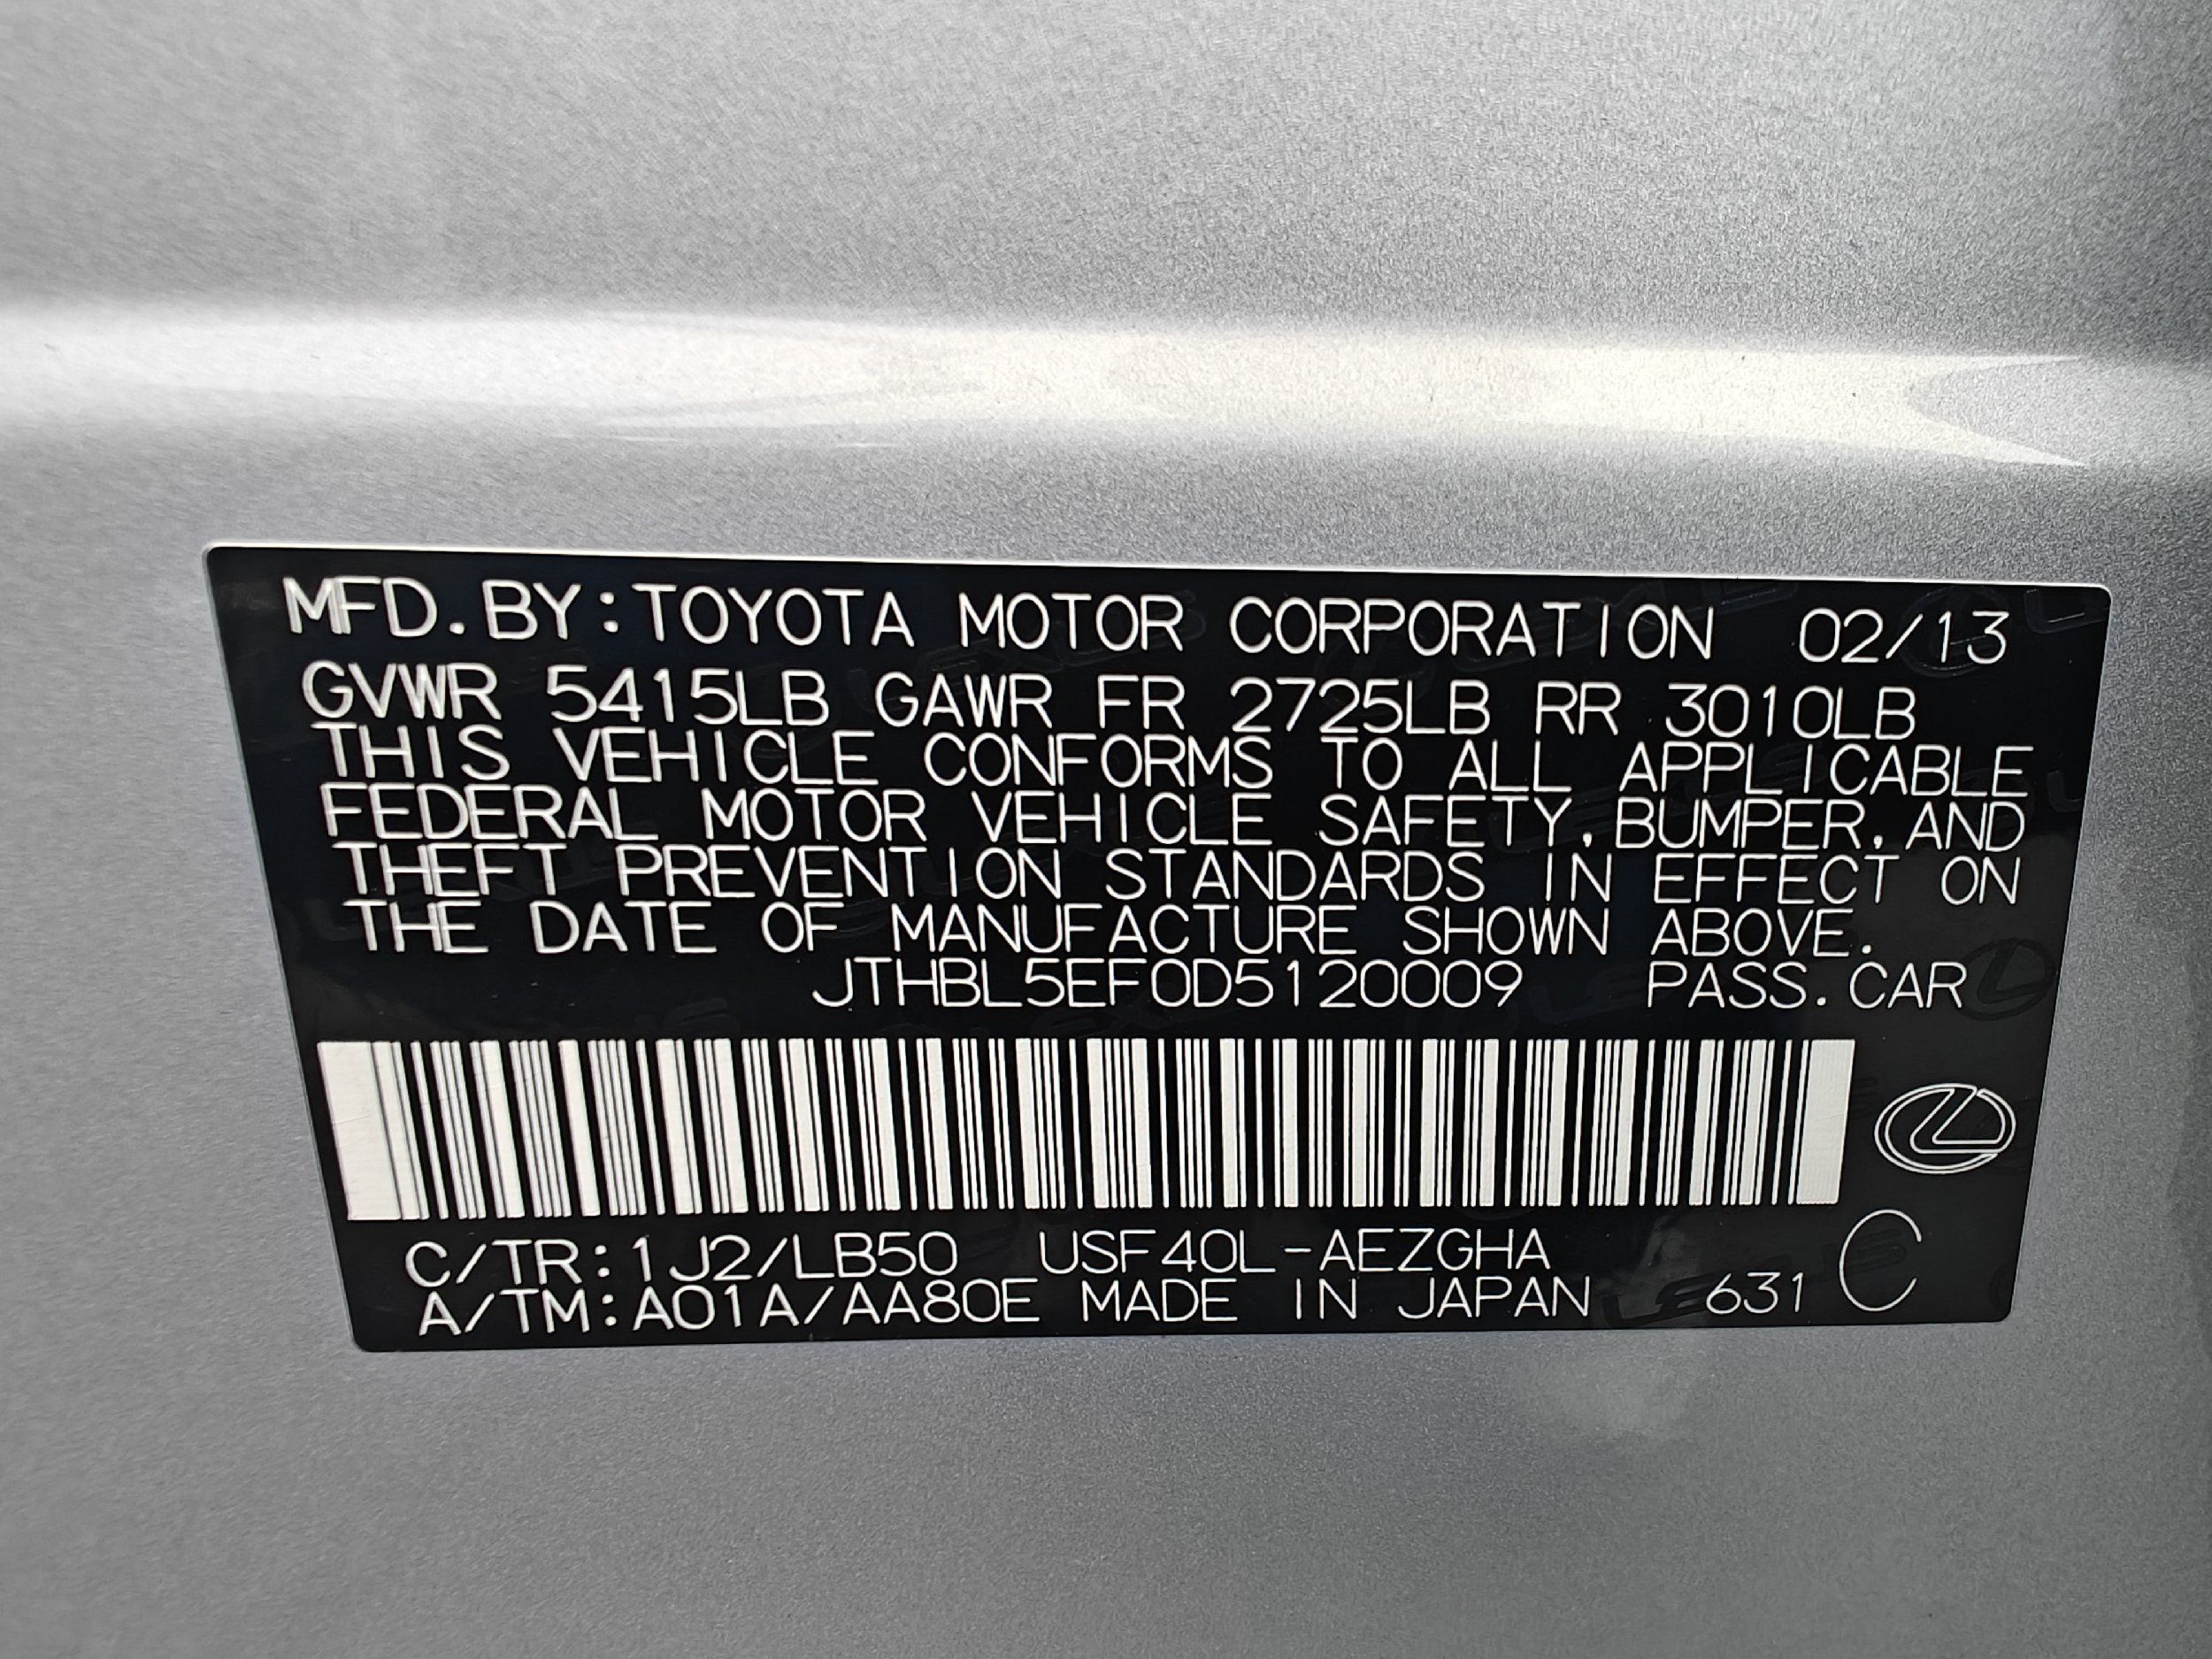 MFD.BY:TOYOTA MOTOR CORPORATION 02/13
GVWR 5415LB GAWR FR 2725LB RR 3010LB
THIS VEHICLE CONFORMS TO ALL APPLICABLE
FEDERAL MOTOR VEHICLE SAFETY,BUMPER,AND
THEFT PREVENTION STANDARDS IN EFFECT ON
THE DATE OF MANUFACTURE SHOWN ABOVE.
JTHBL5EF0D5120009 PASS.CAR
C/TR:1J2/LB50 USF40L-AEZGHA
A/TM:A01A/AA80E MADE IN JAPAN 631 C